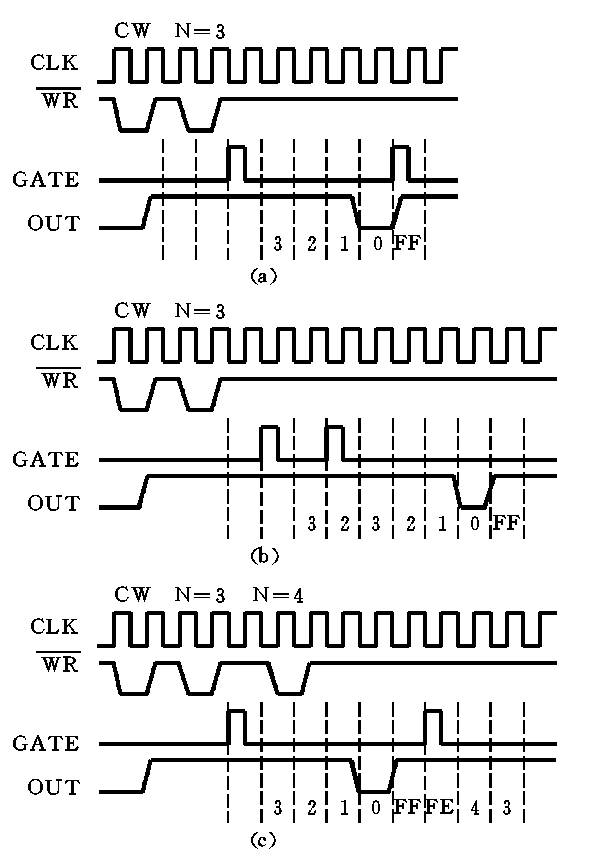 CW N=3
CLK
WR
GATE
OUT
3 2 1 0 FF
(a)
CW N=3
CLK
WR
GATE
OUT
3 2 3 2 1 0 FF
(b)
CW N=3 N=4
CLK
WR
GATE
OUT
3 2 1 0 FF FE 4 3
(c)